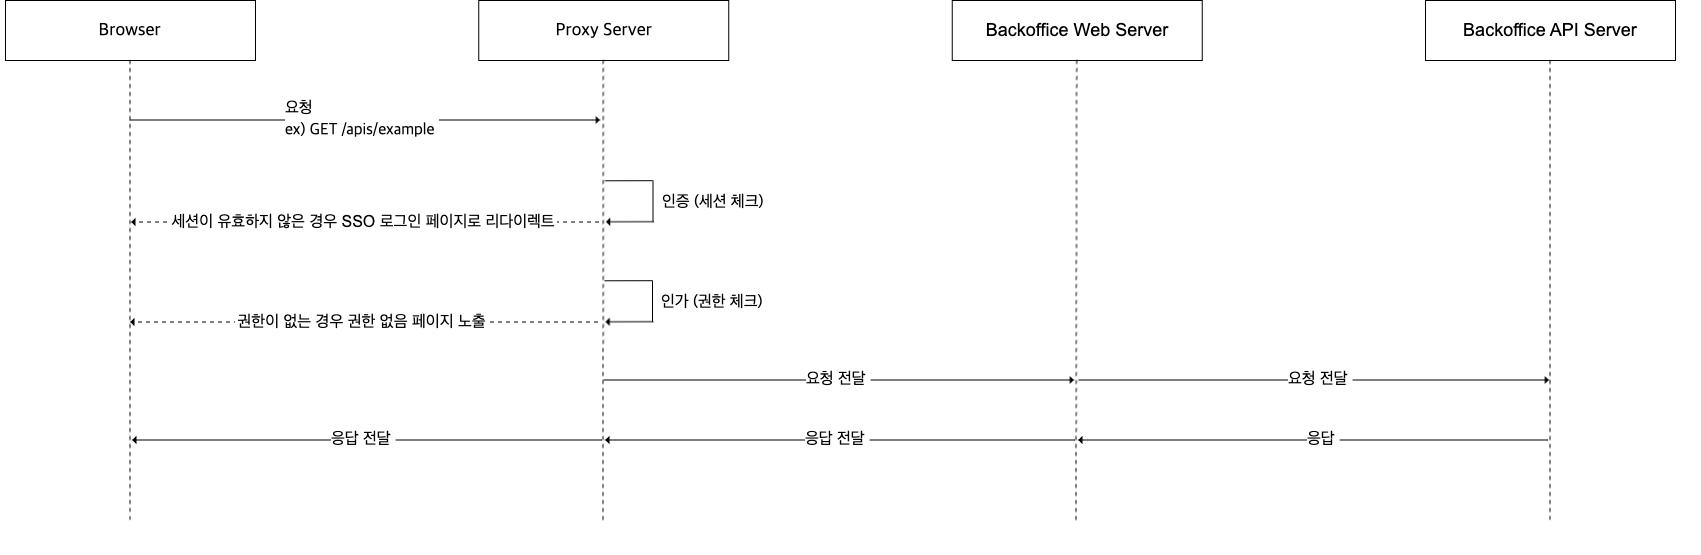 Browser
Proxy Server
Backoffice Web Server
Backoffice API Server
요청
ex) GET /apis/example
인증 (세션 체크)
세션이 유효하지 않은 경우 SSO 로그인 페이지로 리다이렉트
인가 (권한 체크)
권한이 없는 경우 권한 없음 페이지 노출
요청 전달
요청 전달
응답 전달
응답 전달
응답